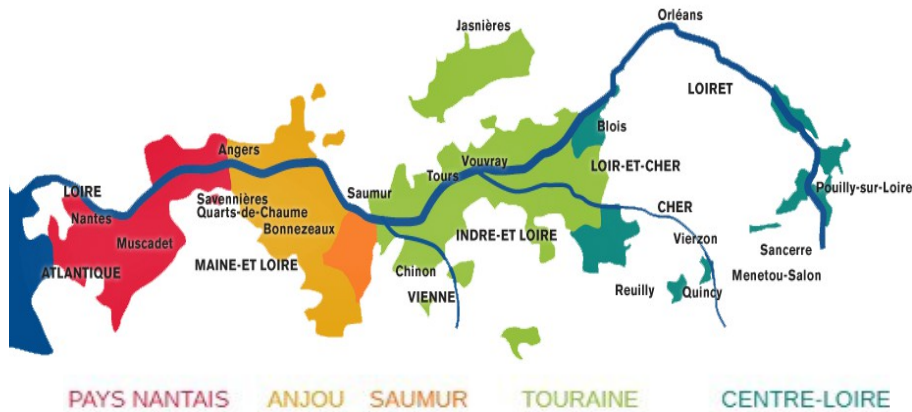 Orléans
Jasnières
LOIRET
Blois
Angers
Vouvray
LOIR-ET-CHER
Tours
Pouilly-sur-Loire
LOIRE
Saumur
Savennières
Nantes
Quarts-de-Chaume
CHER
Bonnezeaux
Muscadet
INDRE-ET LOIRE
Vierzon
Sancerre
MAINE-ET LOIRE
ATLANTIQUE
Chinon
Menetou-Salon
VIENNE
Reuilly
Quincy
PAYS NANTAIS ANJOU SAUMUR TOURAINE CENTRE-LOIRE